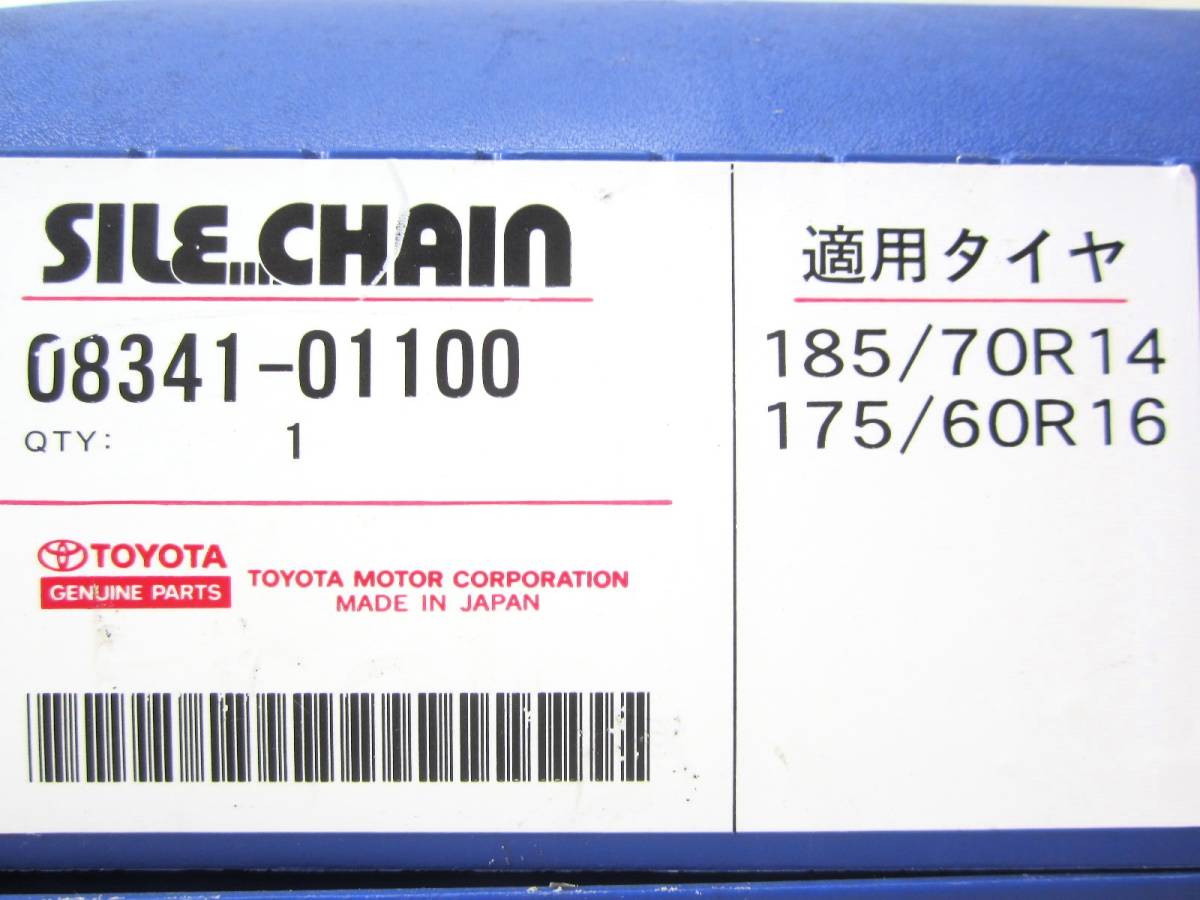 SILE...CHAIN
08341-01100
QTY: 1
TOYOTA
GENUINE PARTS
TOYOTA MOTOR CORPORATION
MADE IN JAPAN
適用タイヤ
185/70R14
175/60R16